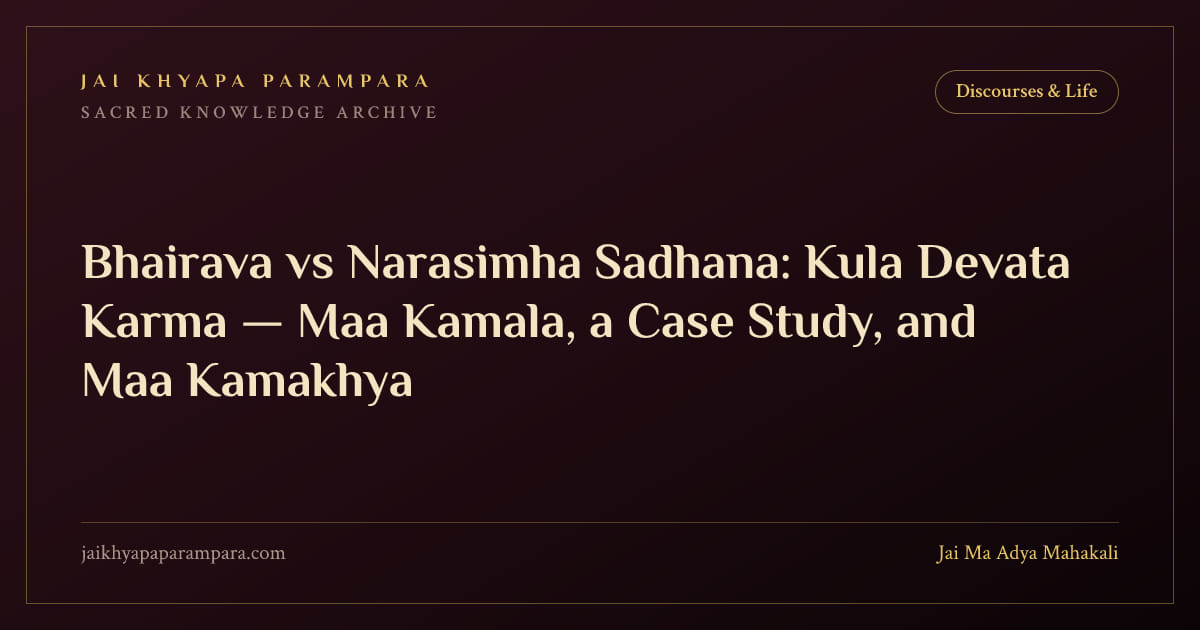 JAI KHYAPA PARAMPARA
SACRED KNOWLEDGE ARCHIVE
Discourses & Life
Bhairava vs Narasimha Sadhana: Kula Devata
Karma — Maa Kamala, a Case Study, and
Maa Kamakhya
jaikhyapaparampara.com
Jai Ma Adya Mahakali